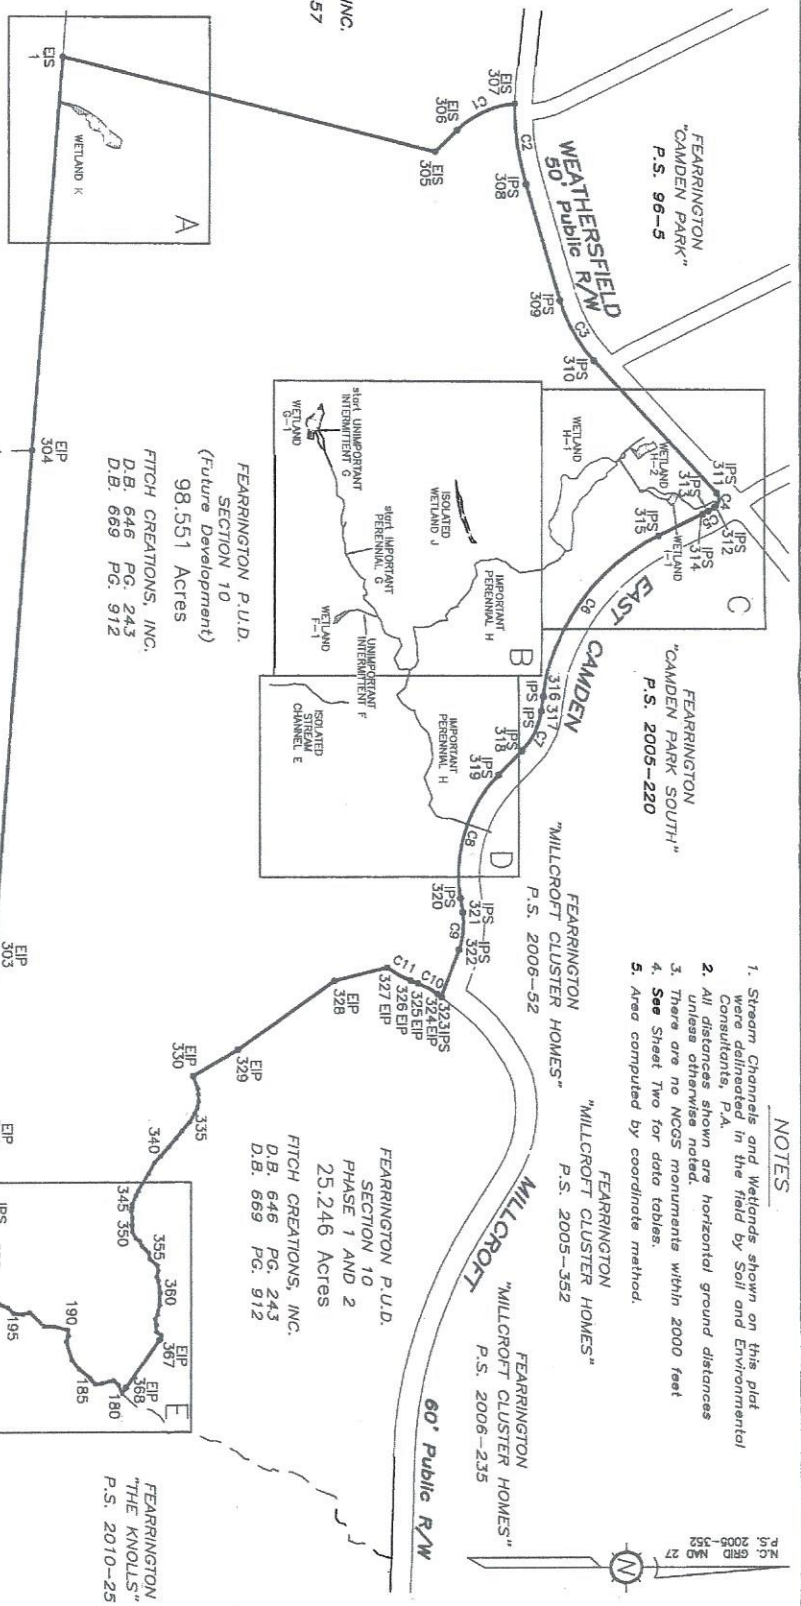 NOTES
1. Stream Channels and Wetlands shown on this plat
were delineated in the field by Soil and Environmental
Consultants, P.A.
2. All distances shown are horizontal ground distances
unless otherwise noted.
3. There are no NCGS monuments within 2000 feet
4. See Sheet Two for data tables.
5. Area computed by coordinate method.
N.C. GRID NAD 27
P.S. 2005-352
N
INC.
57
FEARRINGTON
"CAMDEN PARK"
P.S. 96-5
WEATHERSFIELD
50' Public R/W
FEARRINGTON
"CAMDEN PARK SOUTH"
P.S. 2005-220
EAST CAMDEN
FEARRINGTON
"MILLCROFT CLUSTER HOMES"
P.S. 2006-52
FEARRINGTON
"MILLCROFT CLUSTER HOMES"
P.S. 2005-352
FEARRINGTON
"MILLCROFT CLUSTER HOMES"
P.S. 2006-235
MILLCROFT
60' Public R/W
FEARRINGTON
"THE KNOLLS"
P.S. 2010-25
EIS
307
C1
EIS
306
EIS
305
C2
IPS
308
IPS
309
C3
IPS
310
IPS
311
C4
IPS
312
C5
IPS
313
IPS
314
IPS
315
C6
C
WETLAND
H-2
WETLAND
H-1
WETLAND
I-1
EIS
1
WETLAND K
A
start UNIMPORTANT
INTERMITTENT G
WETLAND
G-1
ISOLATED
WETLAND J
start IMPORTANT
PERENNIAL G
IMPORTANT
PERENNIAL H
UNIMPORTANT
INTERMITTENT F
WETLAND
F-1
B
316
IPS
317
IPS
C7
IPS
318
IPS
319
IMPORTANT
PERENNIAL H
ISOLATED
STREAM
CHANNEL E
C8
D
IPS
320
IPS
321
C9
IPS
322
323 IPS
324 EIP
C10
325 EIP
326 EIP
C11
327 EIP
EIP
328
EIP
329
EIP
330
335
340
345
350
355
360
EIP
367
EIP
368
180
185
190
195
E
FEARRINGTON P.U.D.
SECTION 10
(Future Development)
98.551 Acres
FITCH CREATIONS, INC.
D.B. 646 PG. 243
D.B. 669 PG. 912
FEARRINGTON P.U.D.
SECTION 10
PHASE 1 AND 2
25.246 Acres
FITCH CREATIONS, INC.
D.B. 646 PG. 243
D.B. 669 PG. 912
EIP
304
EIP
303
EIP
IPS